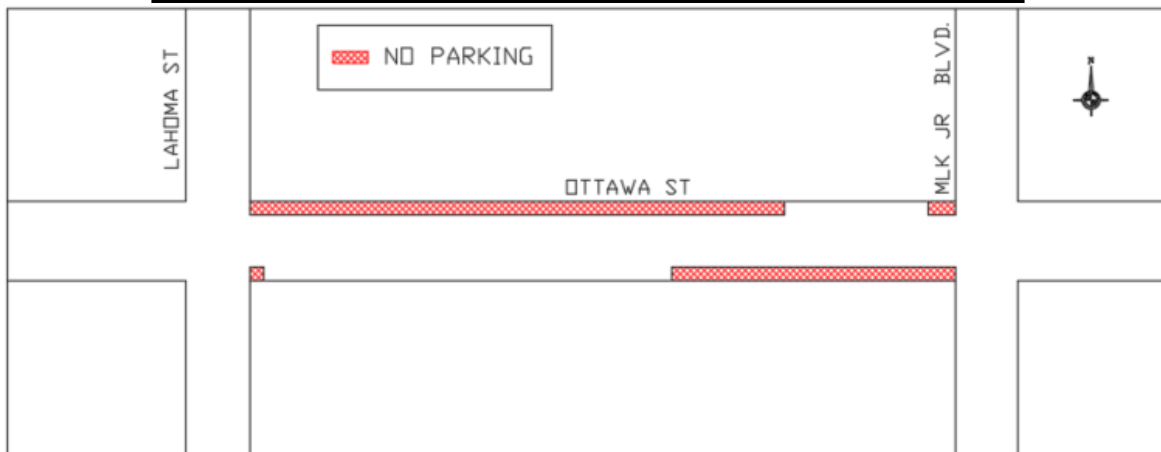 NO PARKING
LAHOMA ST
OTTAWA ST
MLK JR BLVD.
N